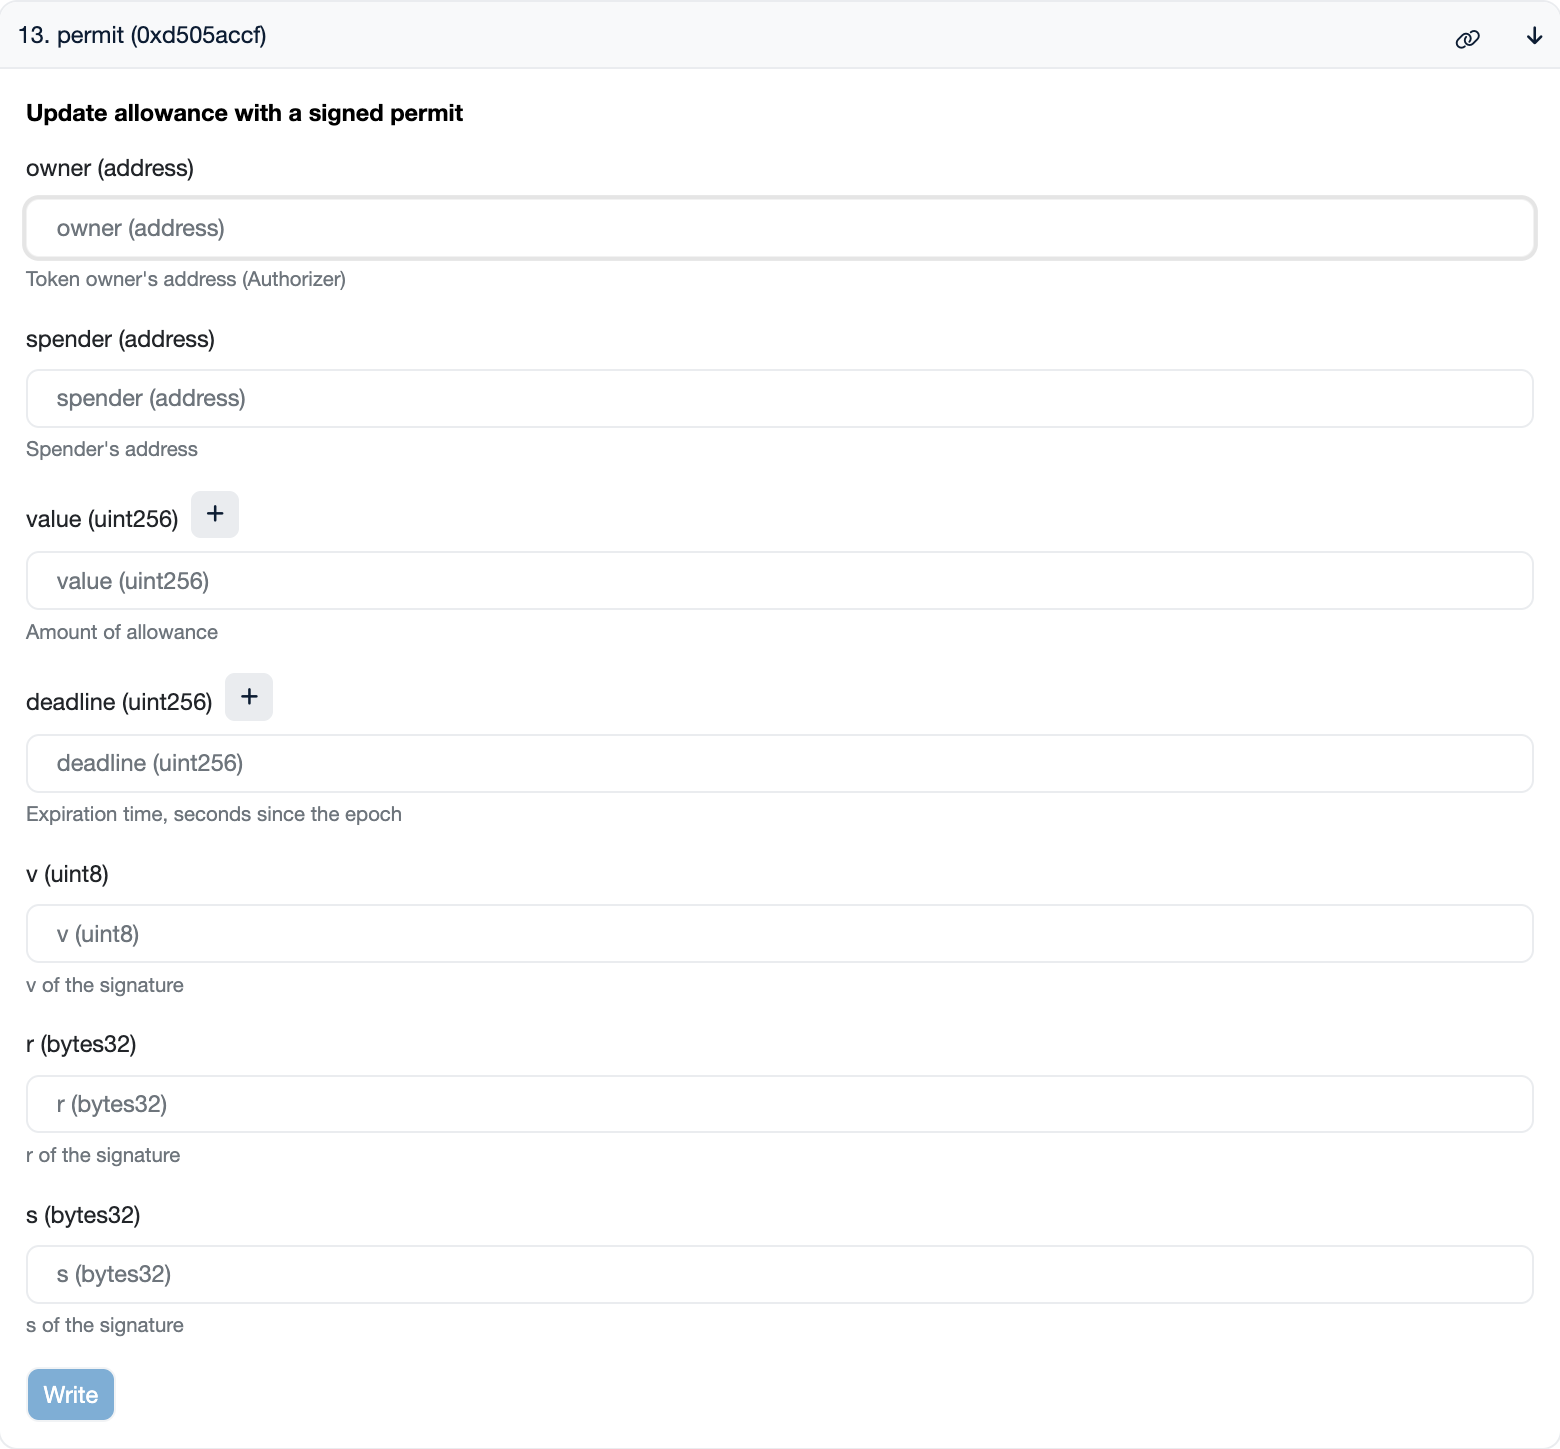 13. permit (0xd505accf)
Update allowance with a signed permit
owner (address)
owner (address)
Token owner's address (Authorizer)
spender (address)
spender (address)
Spender's address
value (uint256) +
value (uint256)
Amount of allowance
deadline (uint256) +
deadline (uint256)
Expiration time, seconds since the epoch
v (uint8)
v (uint8)
v of the signature
r (bytes32)
r (bytes32)
r of the signature
s (bytes32)
s (bytes32)
s of the signature
Write